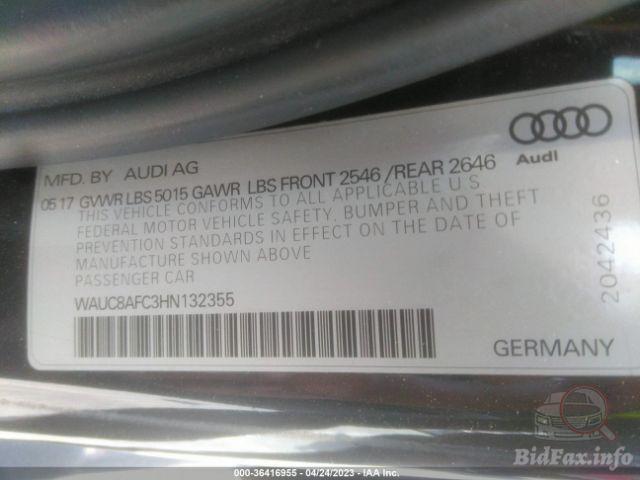 MFD. BY AUDI AG
Audi
0517 GVWR LBS 5015 GAWR LBS FRONT 2546 / REAR 2646
THIS VEHICLE CONFORMS TO ALL APPLICABLE U.S
FEDERAL MOTOR VEHICLE SAFETY, BUMPER AND THEFT
PREVENTION STANDARDS IN EFFECT ON THE DATE OF
MANUFACTURE SHOWN ABOVE
PASSENGER CAR
WAUC8AFC3HN132355
2042436
GERMANY
BidFax.info
000-36416955 - 04/24/2023 - IAA Inc.